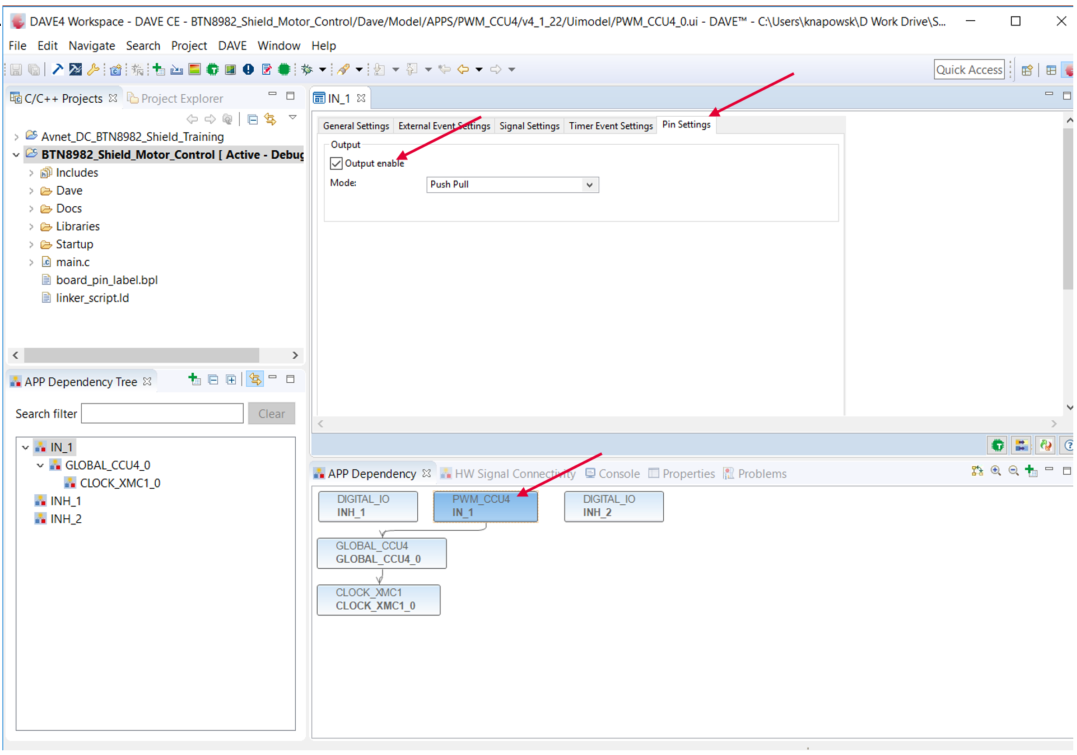 DAVE4 Workspace - DAVE CE - BTN8982_Shield_Motor_Control/Dave/Model/APPS/PWM_CCU4/v4_1_22/Uimodel/PWM_CCU4_0.ui - DAVE™ - C:\Users\knapowsk\D Work Drive\S...
File Edit Navigate Search Project DAVE Window Help
Quick Access
C/C++ Projects Project Explorer
Avnet_DC_BTN8982_Shield_Training
BTN8982_Shield_Motor_Control [ Active - Debug
Includes
Dave
Docs
Libraries
Startup
main.c
board_pin_label.bpl
linker_script.ld
IN_1
General Settings External Event Settings Signal Settings Timer Event Settings Pin Settings
Output
Output enable
Mode: Push Pull
APP Dependency Tree
Search filter Clear
IN_1
GLOBAL_CCU4_0
CLOCK_XMC1_0
INH_1
INH_2
APP Dependency HW Signal Connectivity Console Properties Problems
DIGITAL_IO
INH_1
PWM_CCU4
IN_1
DIGITAL_IO
INH_2
GLOBAL_CCU4
GLOBAL_CCU4_0
CLOCK_XMC1
CLOCK_XMC1_0